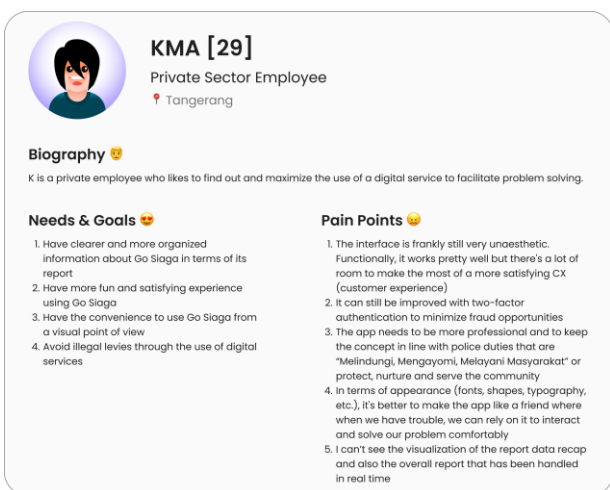 KMA [29]
Private Sector Employee
Tangerang
Biography
K is a private employee who likes to find out and maximize the use of a digital service to facilitate problem solving.
Needs & Goals
1. Have clearer and more organized
information about Go Siaga in terms of its
report
2. Have more fun and satisfying experience
using Go Siaga
3. Have the convenience to use Go Siaga from
a visual point of view
4. Avoid illegal levies through the use of digital
services
Pain Points
1. The interface is frankly still very unaesthetic.
Functionally, it works pretty well but there's a lot of
room to make the most of a more satisfying CX
(customer experience)
2. It can still be improved with two-factor
authentication to minimize fraud opportunities
3. The app needs to be more professional and to keep
the concept in line with police duties that are
“Melindungi, Mengayomi, Melayani Masyarakat” or
protect, nurture and serve the community
4. In terms of appearance (fonts, shapes, typography,
etc.), it's better to make the app like a friend where
when we have trouble, we can rely on it to interact
and solve our problem comfortably
5. I can’t see the visualization of the report data recap
and also the overall report that has been handled
in real time